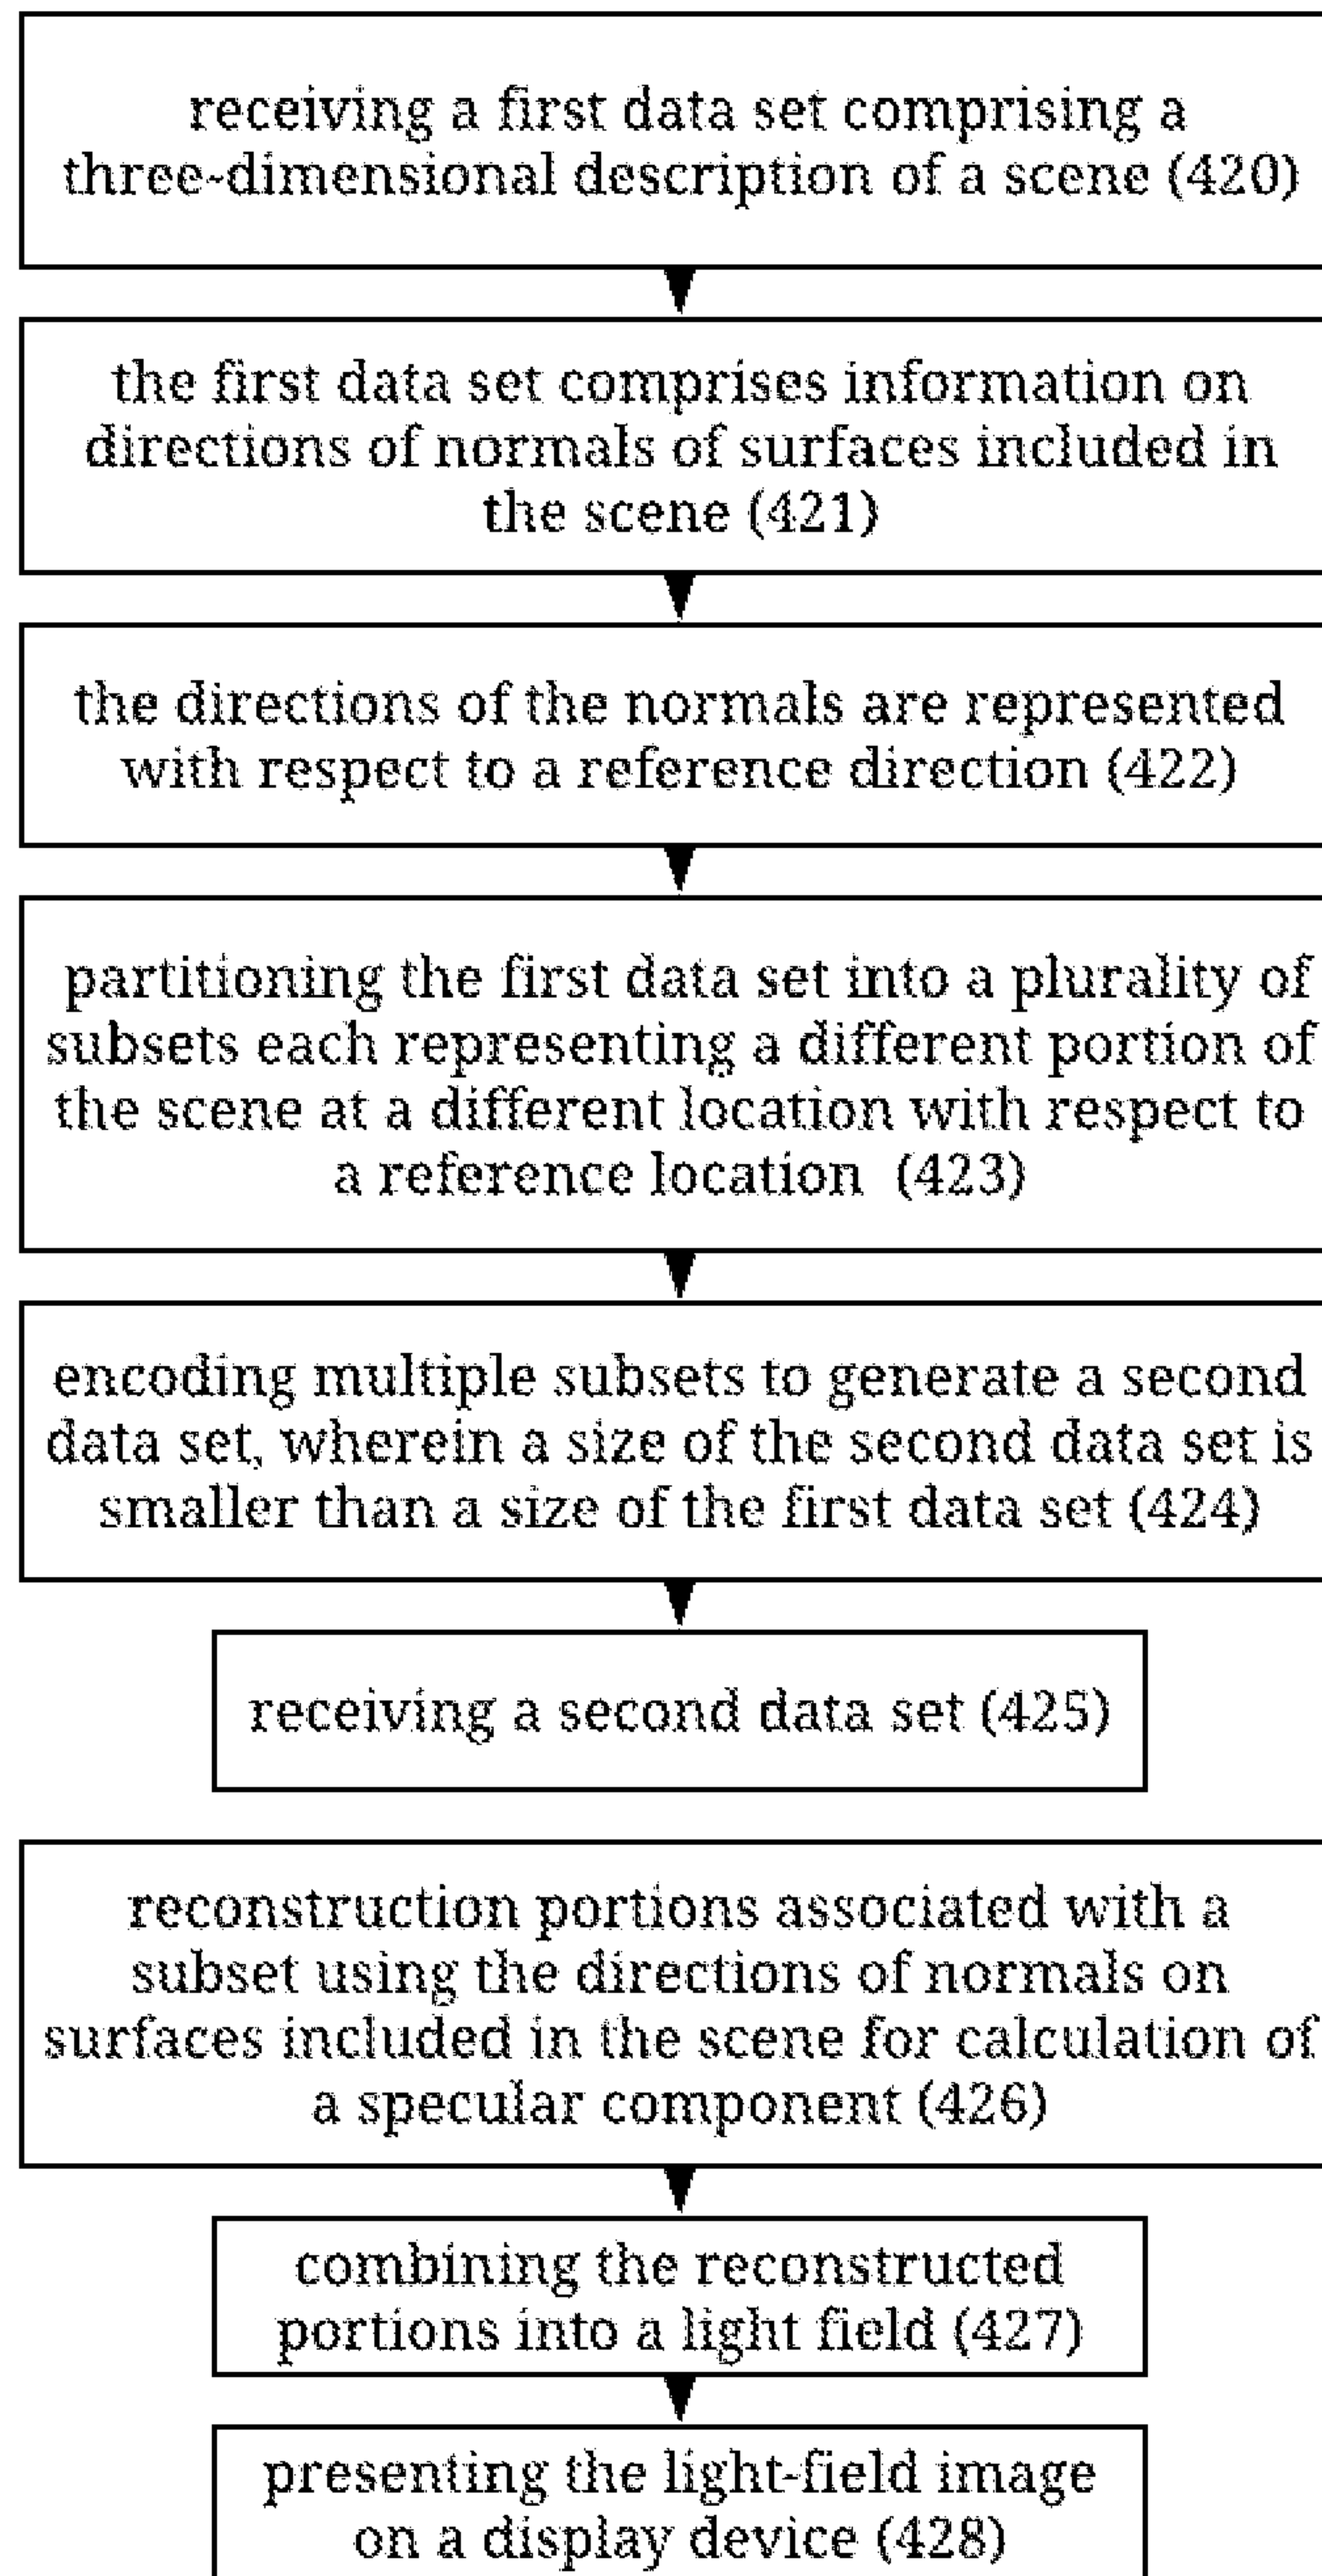 receiving a first data set comprising a
three-dimensional description of a scene (420)
the first data set comprises information on
directions of normals of surfaces included in
the scene (421)
the directions of the normals are represented
with respect to a reference direction (422)
partitioning the first data set into a plurality of
subsets each representing a different portion of
the scene at a different location with respect to
a reference location (423)
encoding multiple subsets to generate a second
data set, wherein a size of the second data set is
smaller than a size of the first data set (424)
receiving a second data set (425)
reconstruction portions associated with a
subset using the directions of normals on
surfaces included in the scene for calculation of
a specular component (426)
combining the reconstructed
portions into a light field (427)
presenting the light-field image
on a display device (428)